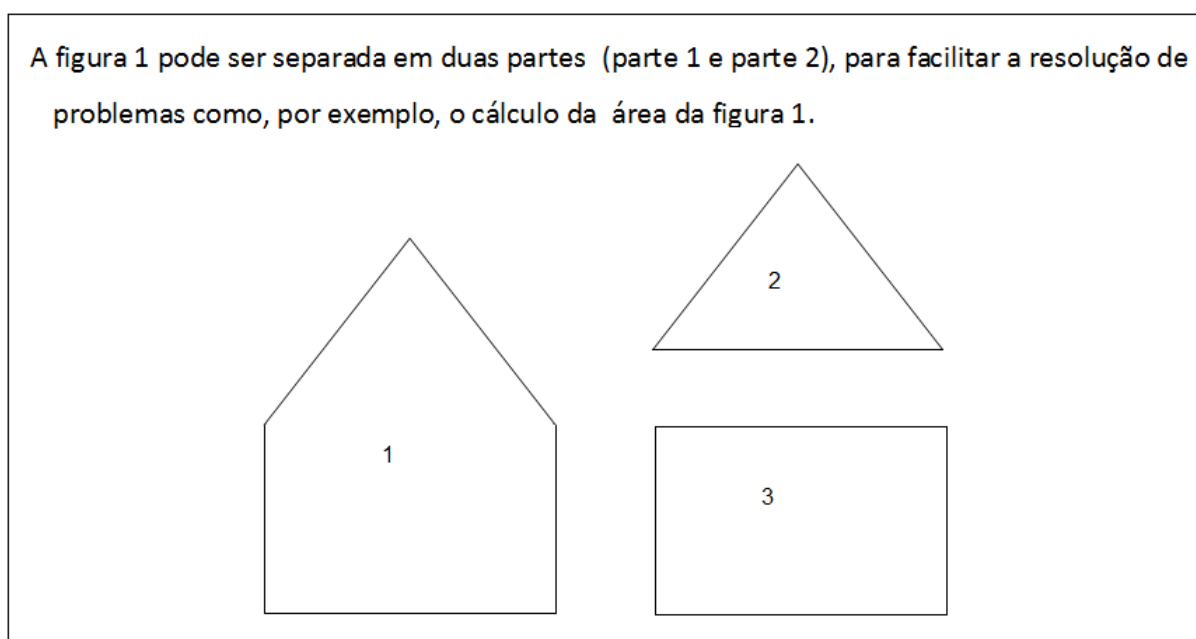 A figura 1 pode ser separada em duas partes (parte 1 e parte 2), para facilitar a resolução de
problemas como, por exemplo, o cálculo da área da figura 1.
2
1
3